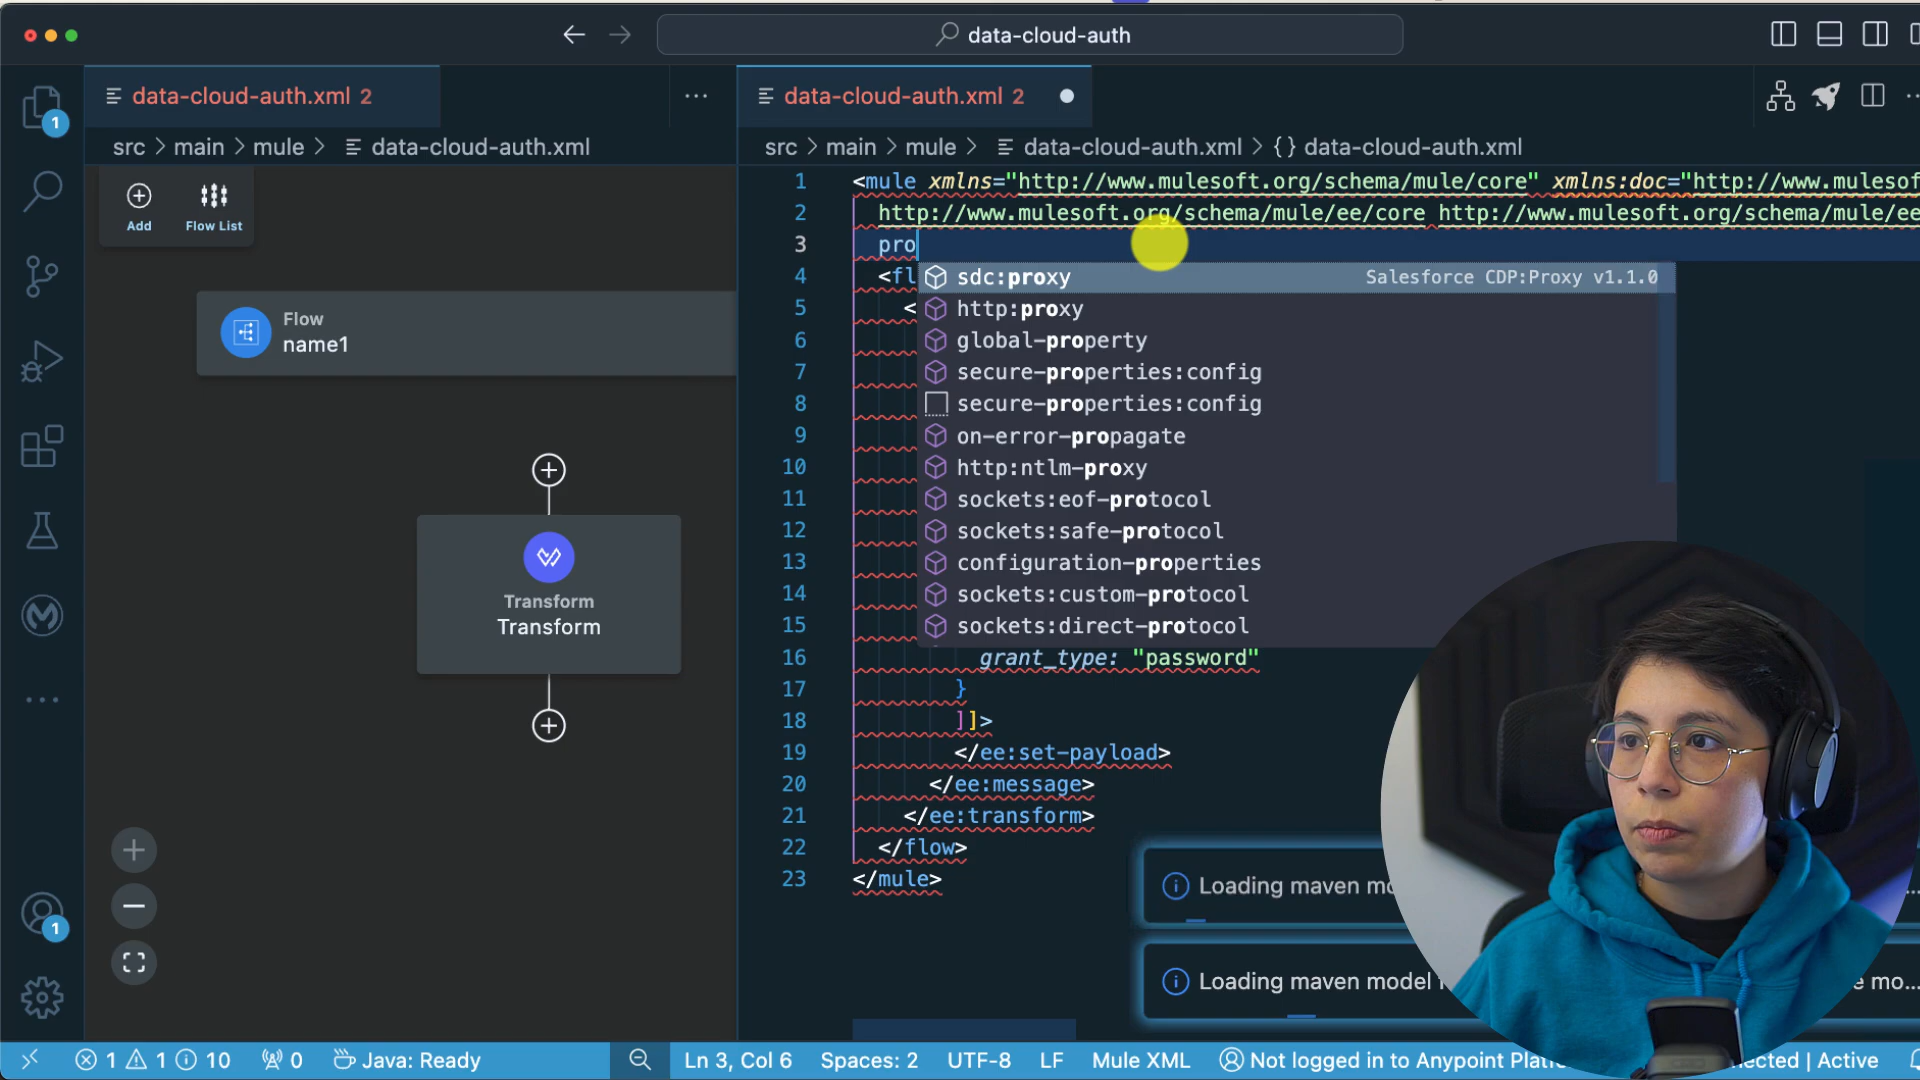 data-cloud-auth
data-cloud-auth.xml 2
data-cloud-auth.xml 2
src > main > mule > data-cloud-auth.xml
src > main > mule > data-cloud-auth.xml > {} data-cloud-auth.xml
1
Add
Flow List
Flow
name1
Transform
Transform
1 <mule xmlns="http://www.mulesoft.org/schema/mule/core" xmlns:doc="http://www.mulesof
2 http://www.mulesoft.org/schema/mule/ee/core http://www.mulesoft.org/schema/mule/ee
3 pro
4 <fl
5 <
6
7
8
9
10
11
12
13
14
15
sdc:proxy Salesforce CDP:Proxy v1.1.0
http:proxy
global-property
secure-properties:config
secure-properties:config
on-error-propagate
http:ntlm-proxy
sockets:eof-protocol
sockets:safe-protocol
configuration-properties
sockets:custom-protocol
sockets:direct-protocol
16 grant_type: "password"
17 }
18 ]]>
19 </ee:set-payload>
20 </ee:message>
21 </ee:transform>
22 </flow>
23 </mule>
Loading maven mo
Loading maven model
e mo...
1
1 1 10 0 Java: Ready Ln 3, Col 6 Spaces: 2 UTF-8 LF Mule XML Not logged in to Anypoint Platf ected | Active